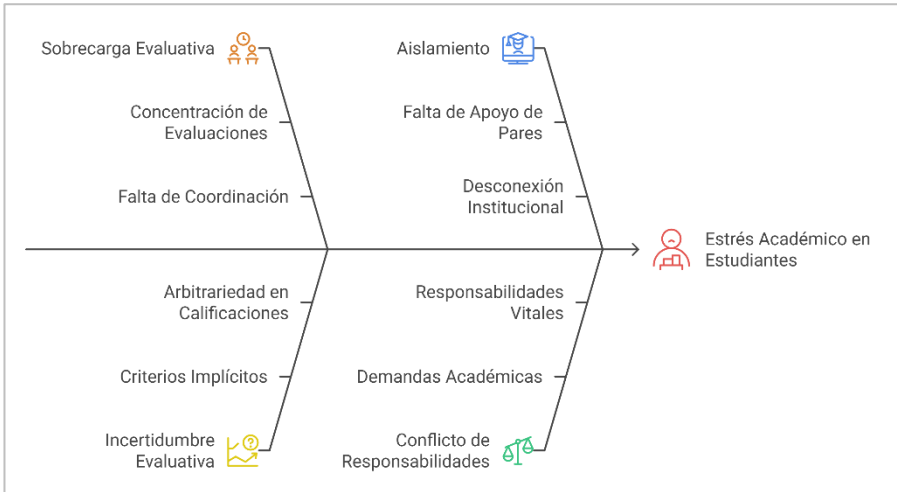 Sobrecarga Evaluativa
Concentración de
Evaluaciones
Falta de Coordinación
Aislamiento
Falta de Apoyo de
Pares
Desconexión
Institucional
Estrés Académico en
Estudiantes
Arbitrariedad en
Calificaciones
Criterios Implícitos
Incertidumbre
Evaluativa
Responsabilidades
Vitales
Demandas Académicas
Conflicto de
Responsabilidades